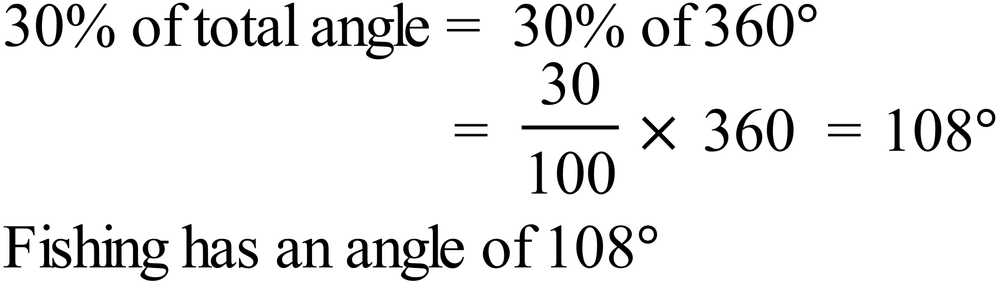 30% of total angle = 30% of 360°
= 30/100 × 360 = 108°
Fishing has an angle of 108°